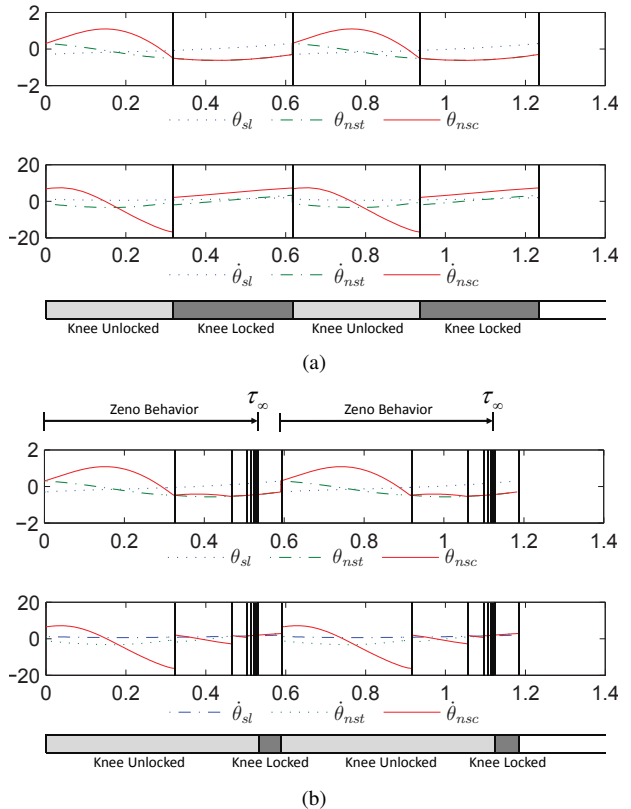 2
0
−2
0 0.2 0.4 0.6 0.8 1 1.2 1.4
θsl θnst θnsc
20
0
−20
0 0.2 0.4 0.6 0.8 1 1.2 1.4
θ̇sl θ̇nst θ̇nsc
Knee Unlocked Knee Locked Knee Unlocked Knee Locked
(a)
Zeno Behavior τ∞ Zeno Behavior τ∞
2
0
−2
0 0.2 0.4 0.6 0.8 1 1.2 1.4
θsl θnst θnsc
20
0
−20
0 0.2 0.4 0.6 0.8 1 1.2 1.4
θ̇sl θ̇nst θ̇nsc
Knee Unlocked Knee Locked Knee Unlocked Knee Locked
(b)